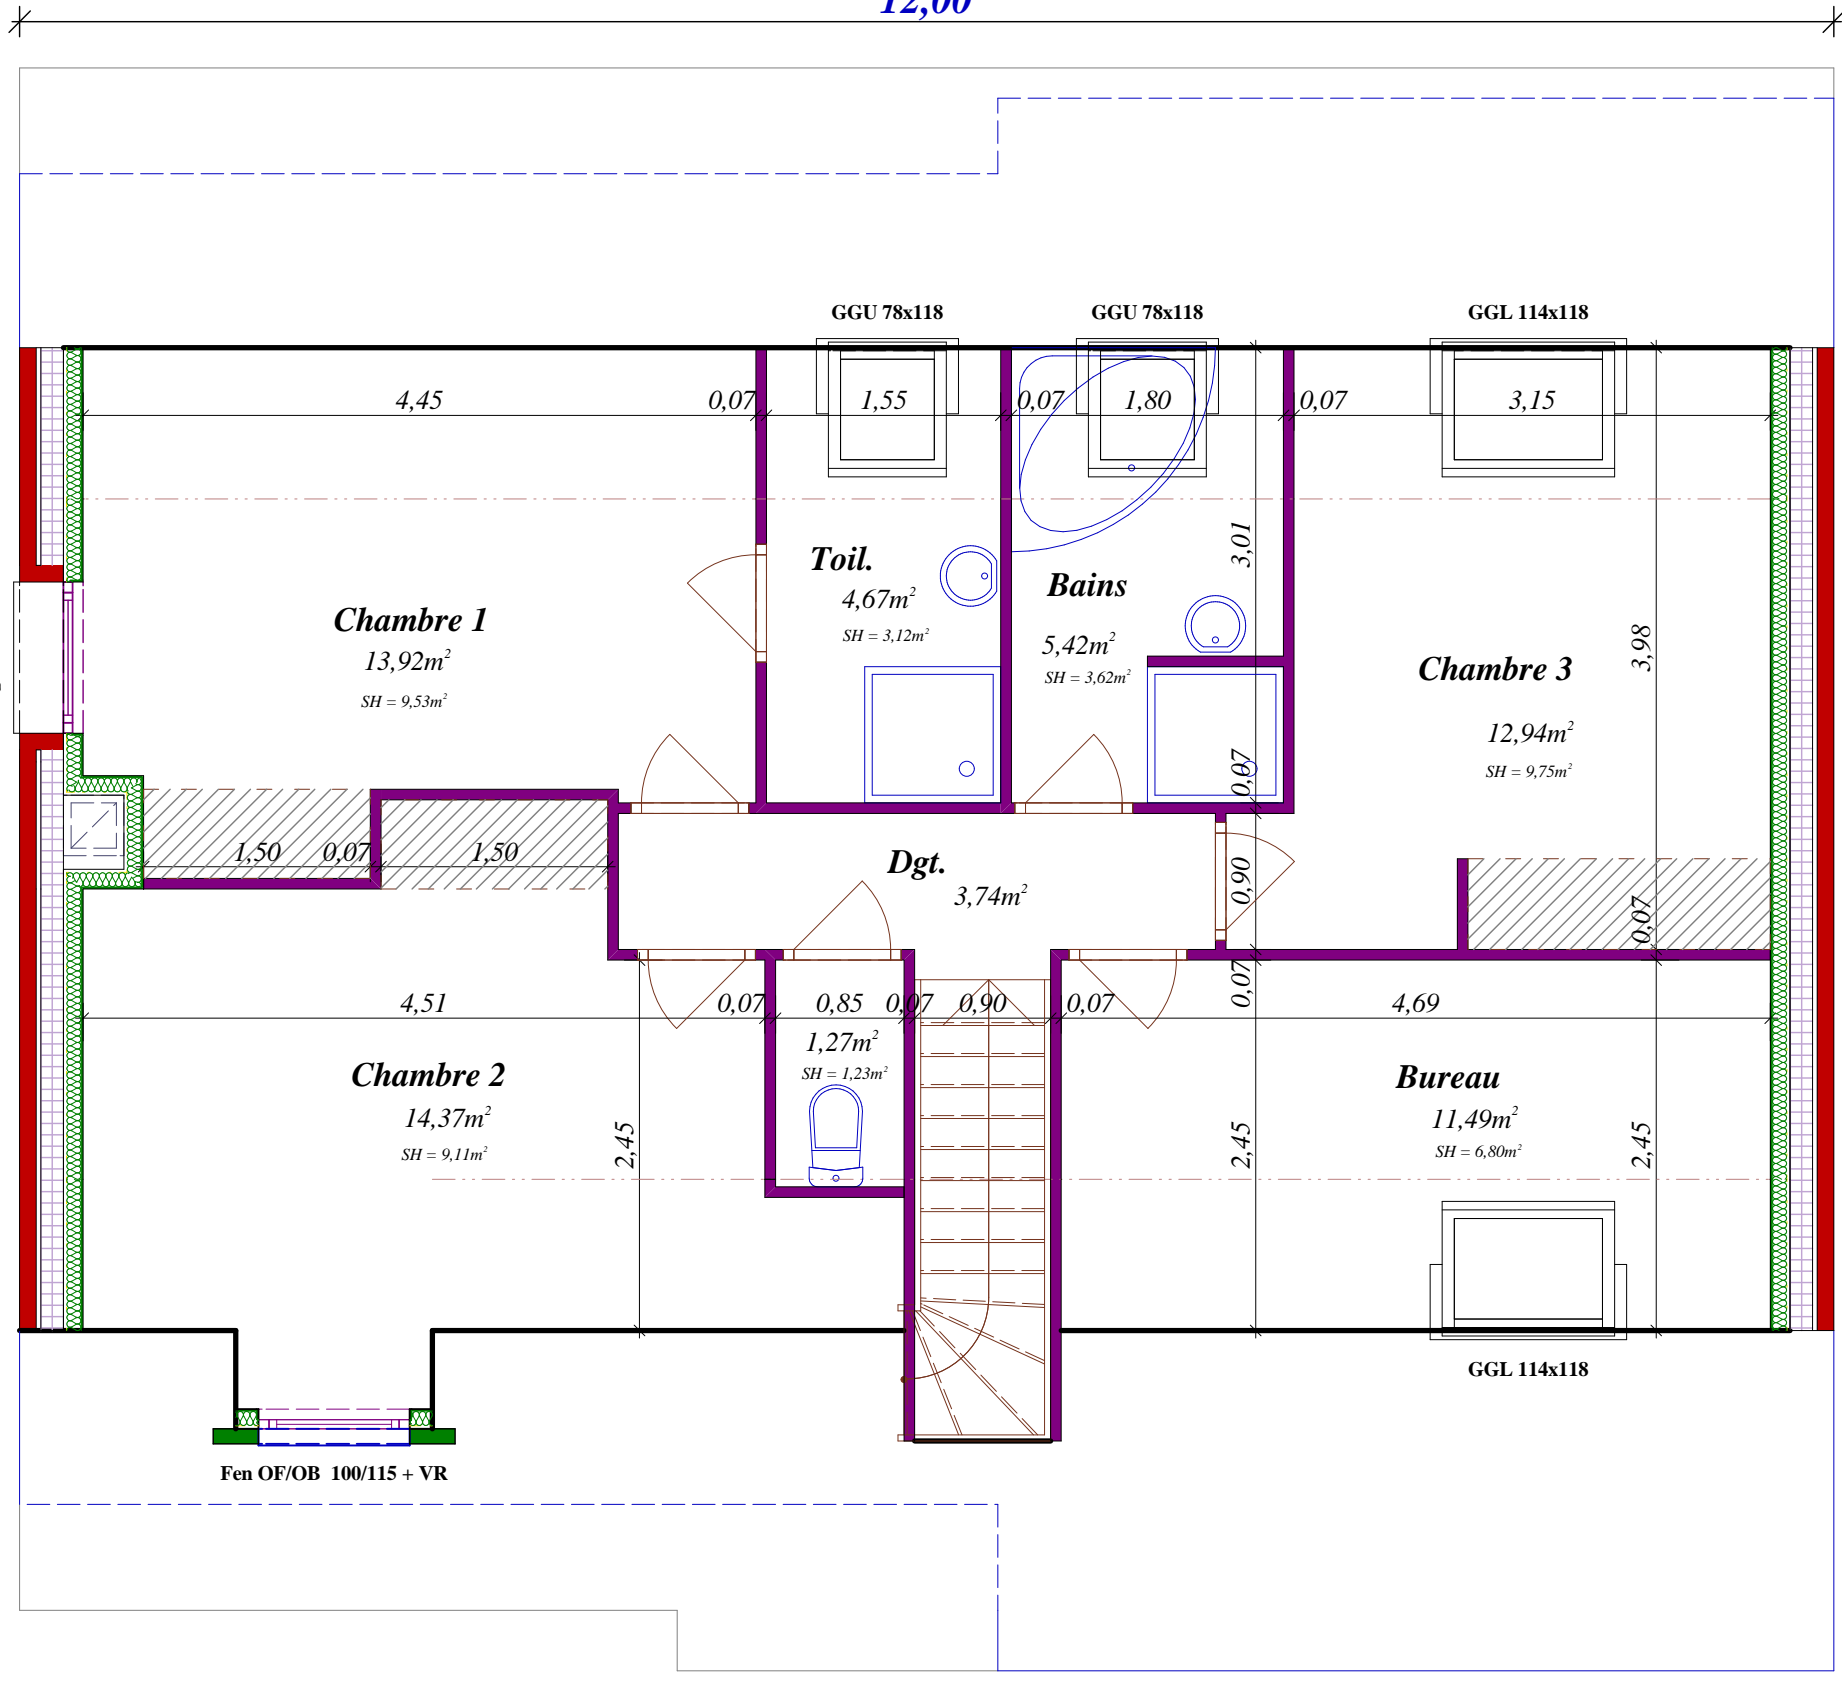 12,00
GGU 78x118
GGU 78x118
GGL 114x118
4,45
0,07
1,55
0,07
1,80
0,07
3,15
3,01
3,98
Toil.
4,67m²
SH = 3,12m²
Bains
5,42m²
SH = 3,62m²
Chambre 1
13,92m²
SH = 9,53m²
Chambre 3
12,94m²
SH = 9,75m²
0,07
1,50
0,07
1,50
Dgt.
3,74m²
0,90
0,07
0,07
4,51
0,07
0,85
0,07
0,90
0,07
4,69
1,27m²
SH = 1,23m²
Chambre 2
14,37m²
SH = 9,11m²
2,45
Bureau
11,49m²
SH = 6,80m²
2,45
2,45
GGL 114x118
Fen OF/OB 100/115 + VR